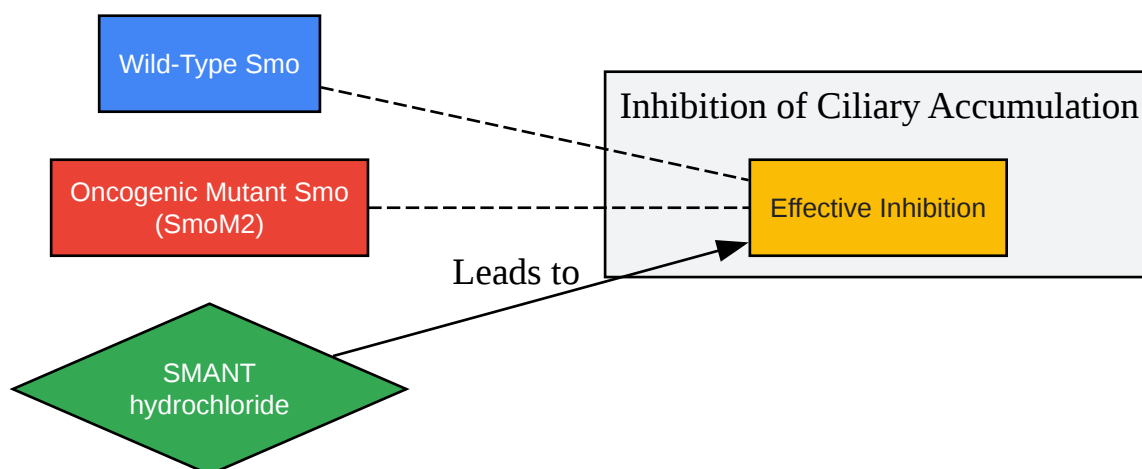 Wild-Type Smo
Inhibition of Ciliary Accumulation
Oncogenic Mutant Smo
(SmoM2)
Effective Inhibition
Leads to
SMANT
hydrochloride